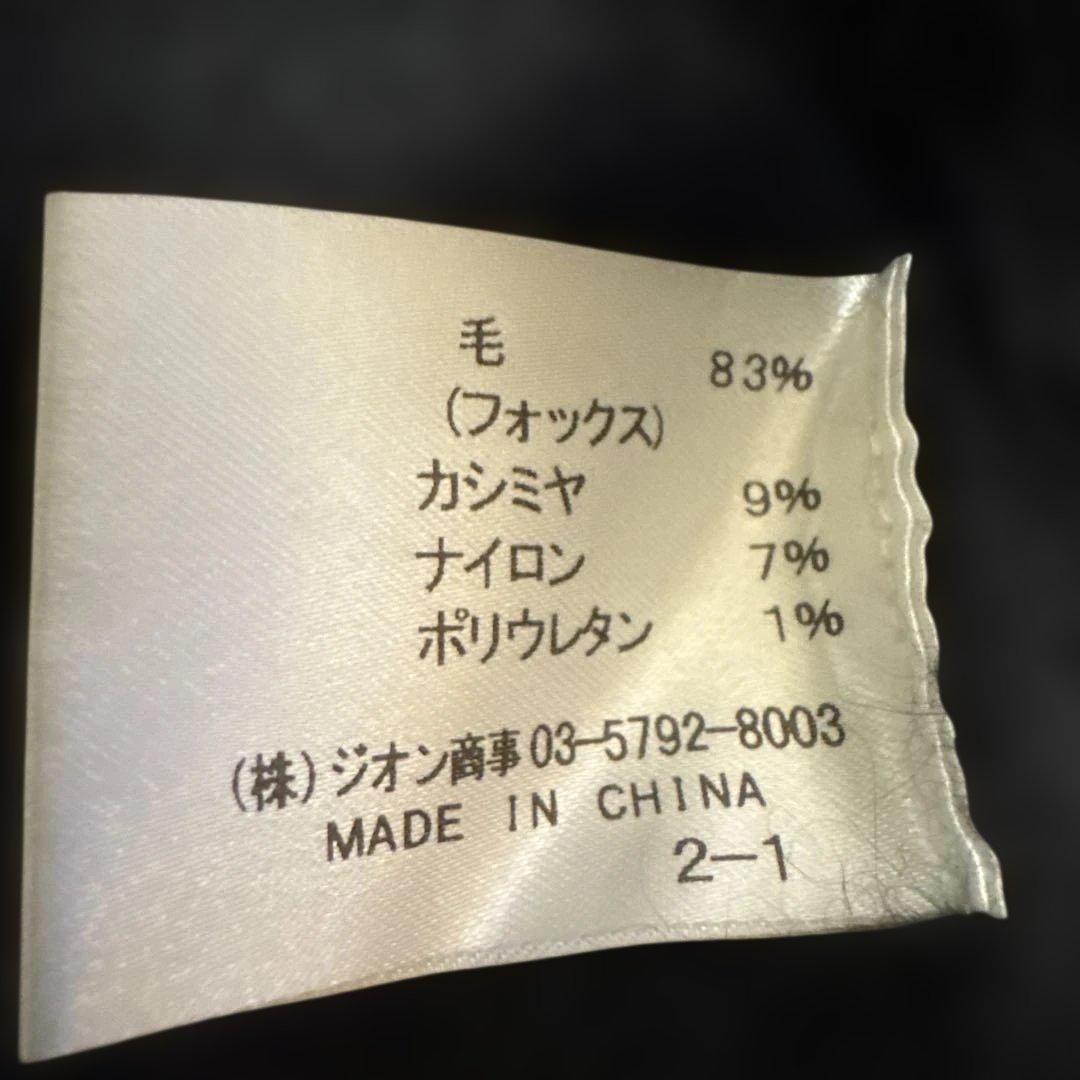 毛 83%
(フォックス)
カシミヤ 9%
ナイロン 7%
ポリウレタン 1%
(株)ジオン商事 03-5792-8003
MADE IN CHINA
2-1